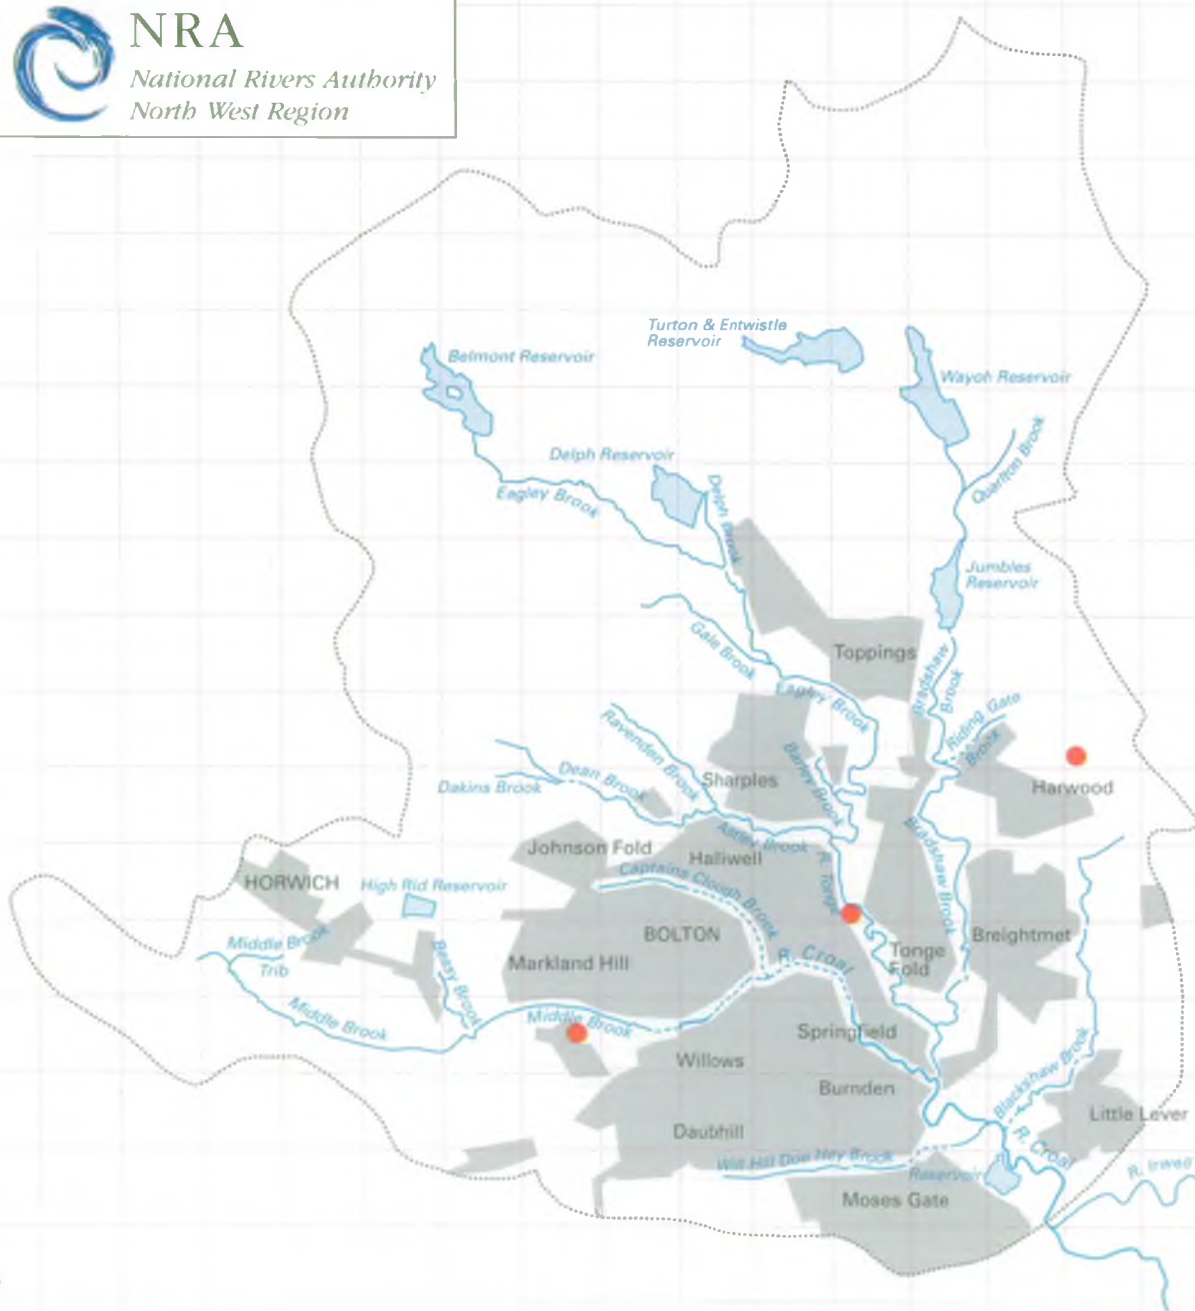 NRA
National Rivers Authority
North West Region
Turton & Entwistle
Reservoir
Belmont Reservoir
Wayoh Reservoir
Delph Reservoir
Quarlton Brook
Eagley Brook
Delph Brook
Jumbles
Reservoir
Gale Brook
Toppings
Bradshaw
Brook
Eagley Brook
Riding Gate
Brook
Ravenden Brook
Barley Brook
Dean Brook
Sharples
Dakins Brook
Harwood
Astley Brook
Bradshaw Brook
Johnson Fold
Halliwell
HORWICH
High Rid Reservoir
Captains Clough Brook
R. Tonge
BOLTON
Breightmet
Middle Brook
Trib
Bessy Brook
Markland Hill
R. Croal
Tonge
Fold
Middle Brook
Middle Brook
Springfield
Willows
Burnden
Blackshaw Brook
Little Lever
Daubhill
R. Croal
Will Hill Due Hey Brook
Reservoir
R. Irwell
Moses Gate